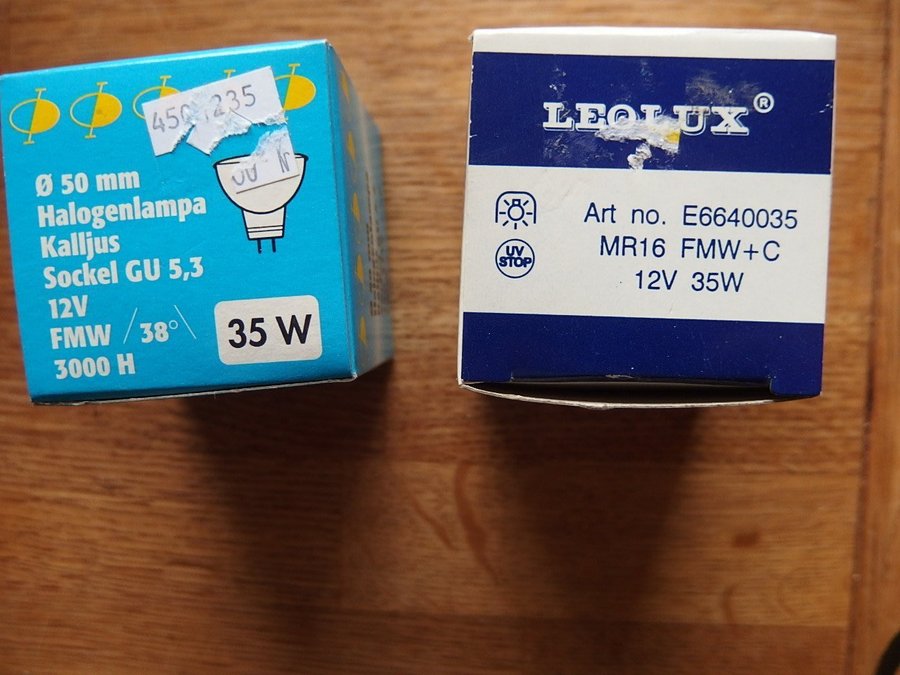 Ø 50 mm
Halogenlampa
Kalljus
Sockel GU 5,3
12V
FMW 38°
3000 H
35 W
LEOLUX®
UV
STOP
Art no. E6640035
MR16 FMW+C
12V 35W